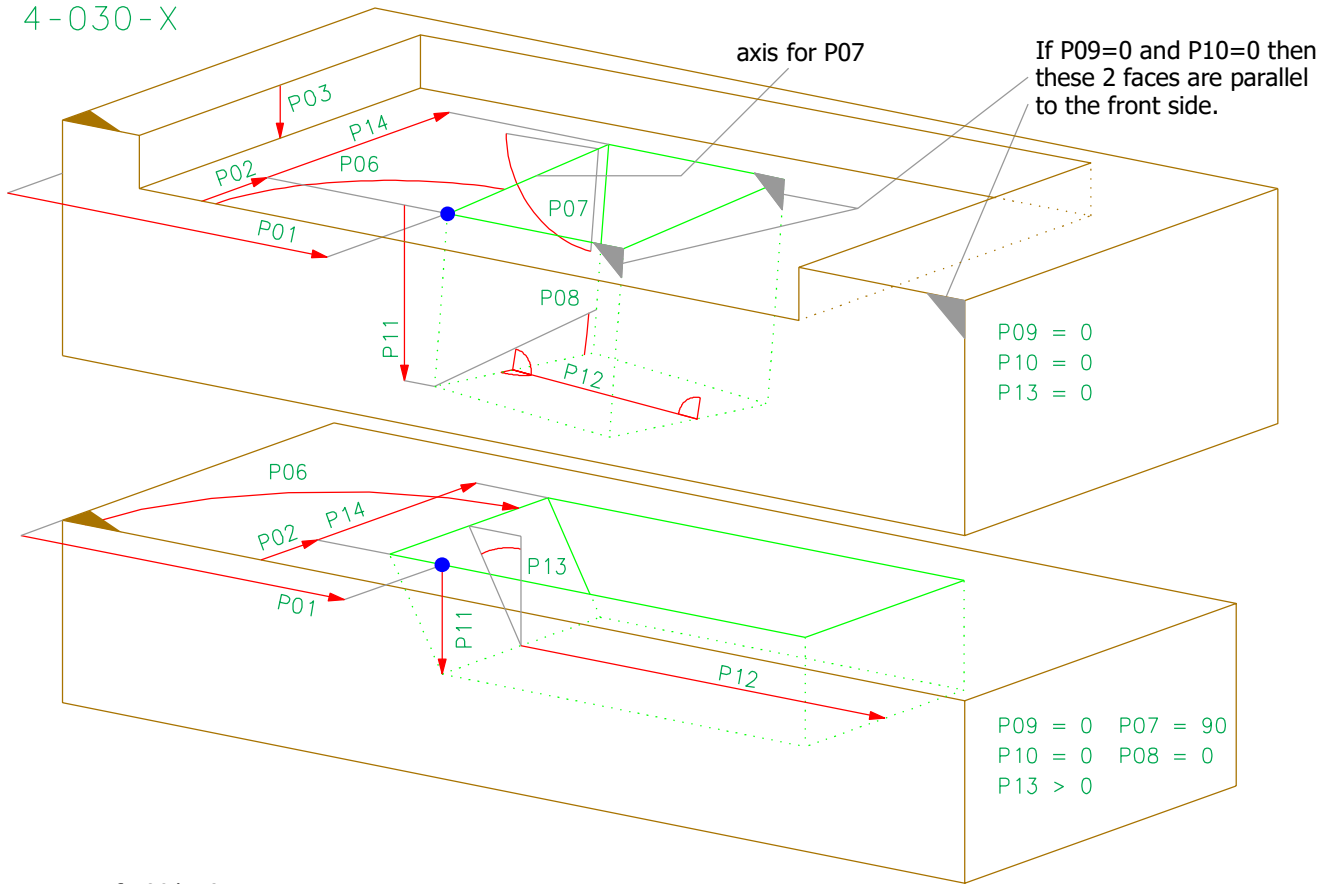 4-030-X
axis for P07
If P09=0 and P10=0 then
these 2 faces are parallel
to the front side.
P03
P14
P02
P06
P01
P07
P08
P11
P12
P09 = 0
P10 = 0
P13 = 0
P06
P14
P02
P13
P01
P11
P12
P09 = 0 P07 = 90
P10 = 0 P08 = 0
P13 > 0